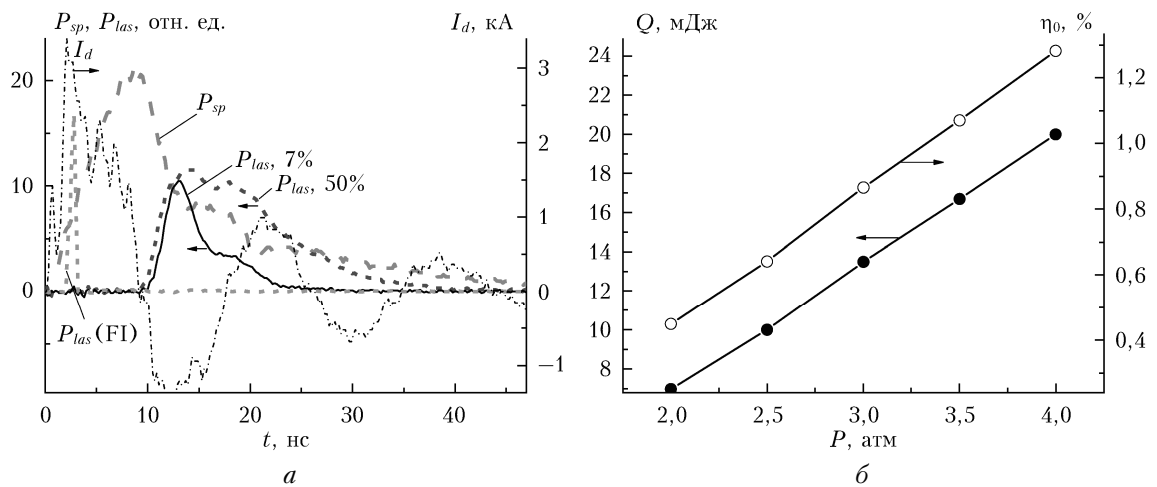 P_sp, P_las, отн. ед.
I_d, кА
I_d
20
10
0
3
2
1
0
−1
P_sp
P_las, 7%
P_las, 50%
P_las (FI)
0
10
20
30
40
t, нс
а
Q, мДж
η₀, %
24
22
20
18
16
14
12
10
8
1,2
1,0
0,8
0,6
0,4
2,0
2,5
3,0
3,5
4,0
P, атм
б